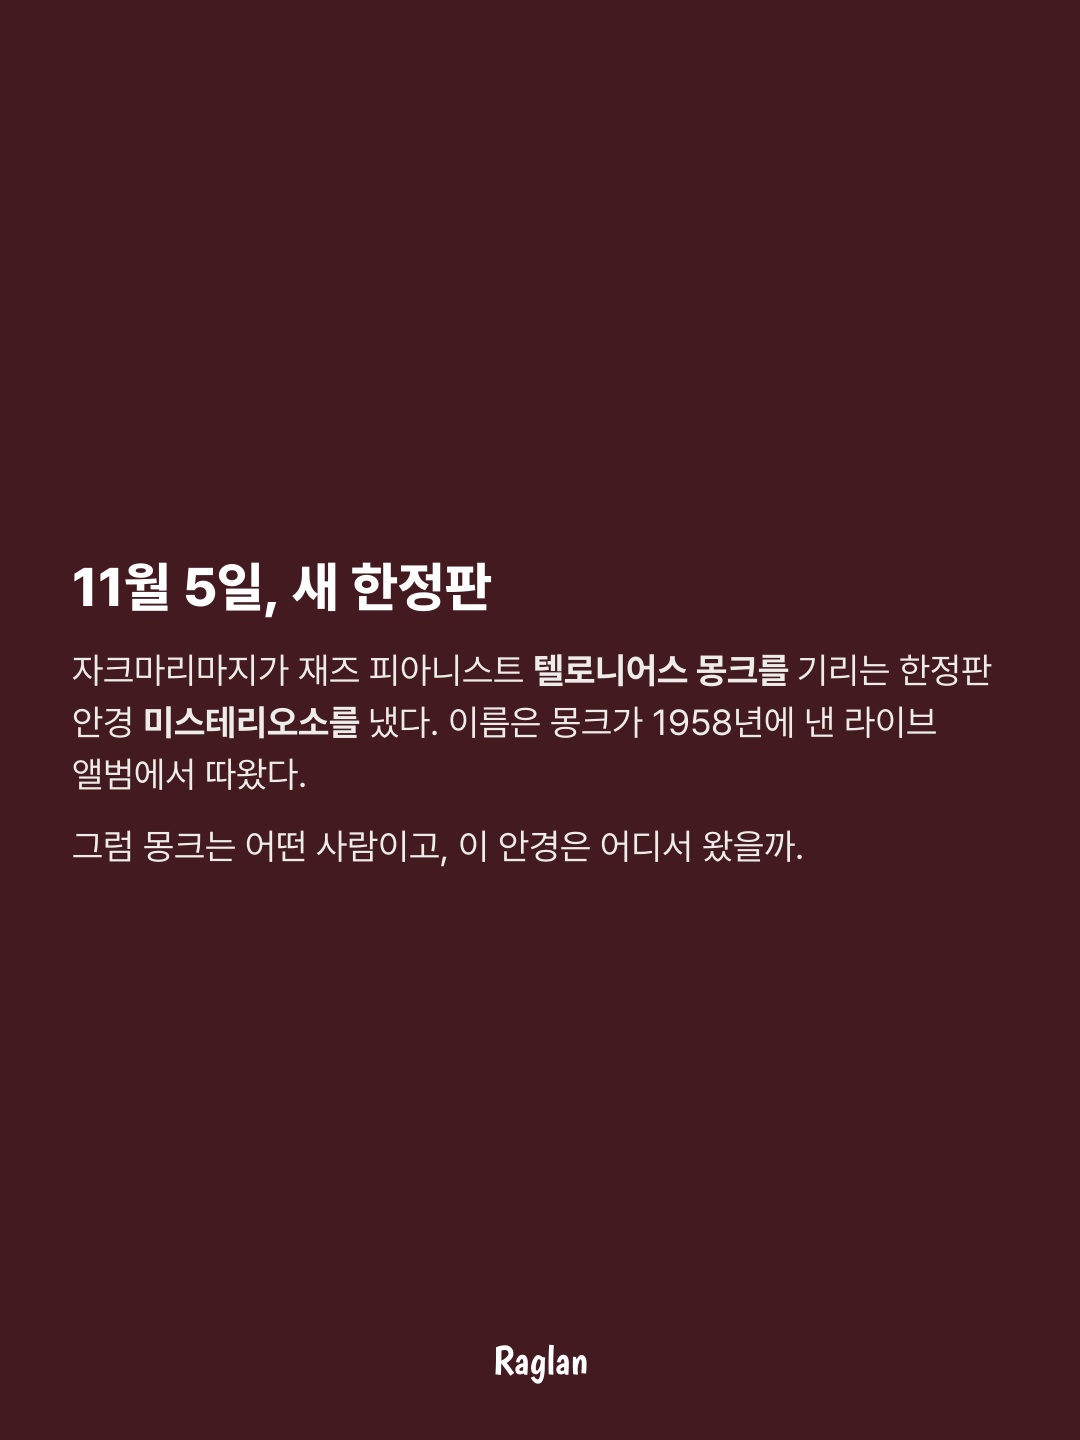 11월 5일, 새 한정판
자크마리마지가 재즈 피아니스트 텔로니어스 몽크를 기리는 한정판
안경 미스테리오소를 냈다. 이름은 몽크가 1958년에 낸 라이브
앨범에서 따왔다.
그럼 몽크는 어떤 사람이고, 이 안경은 어디서 왔을까.
Raglan